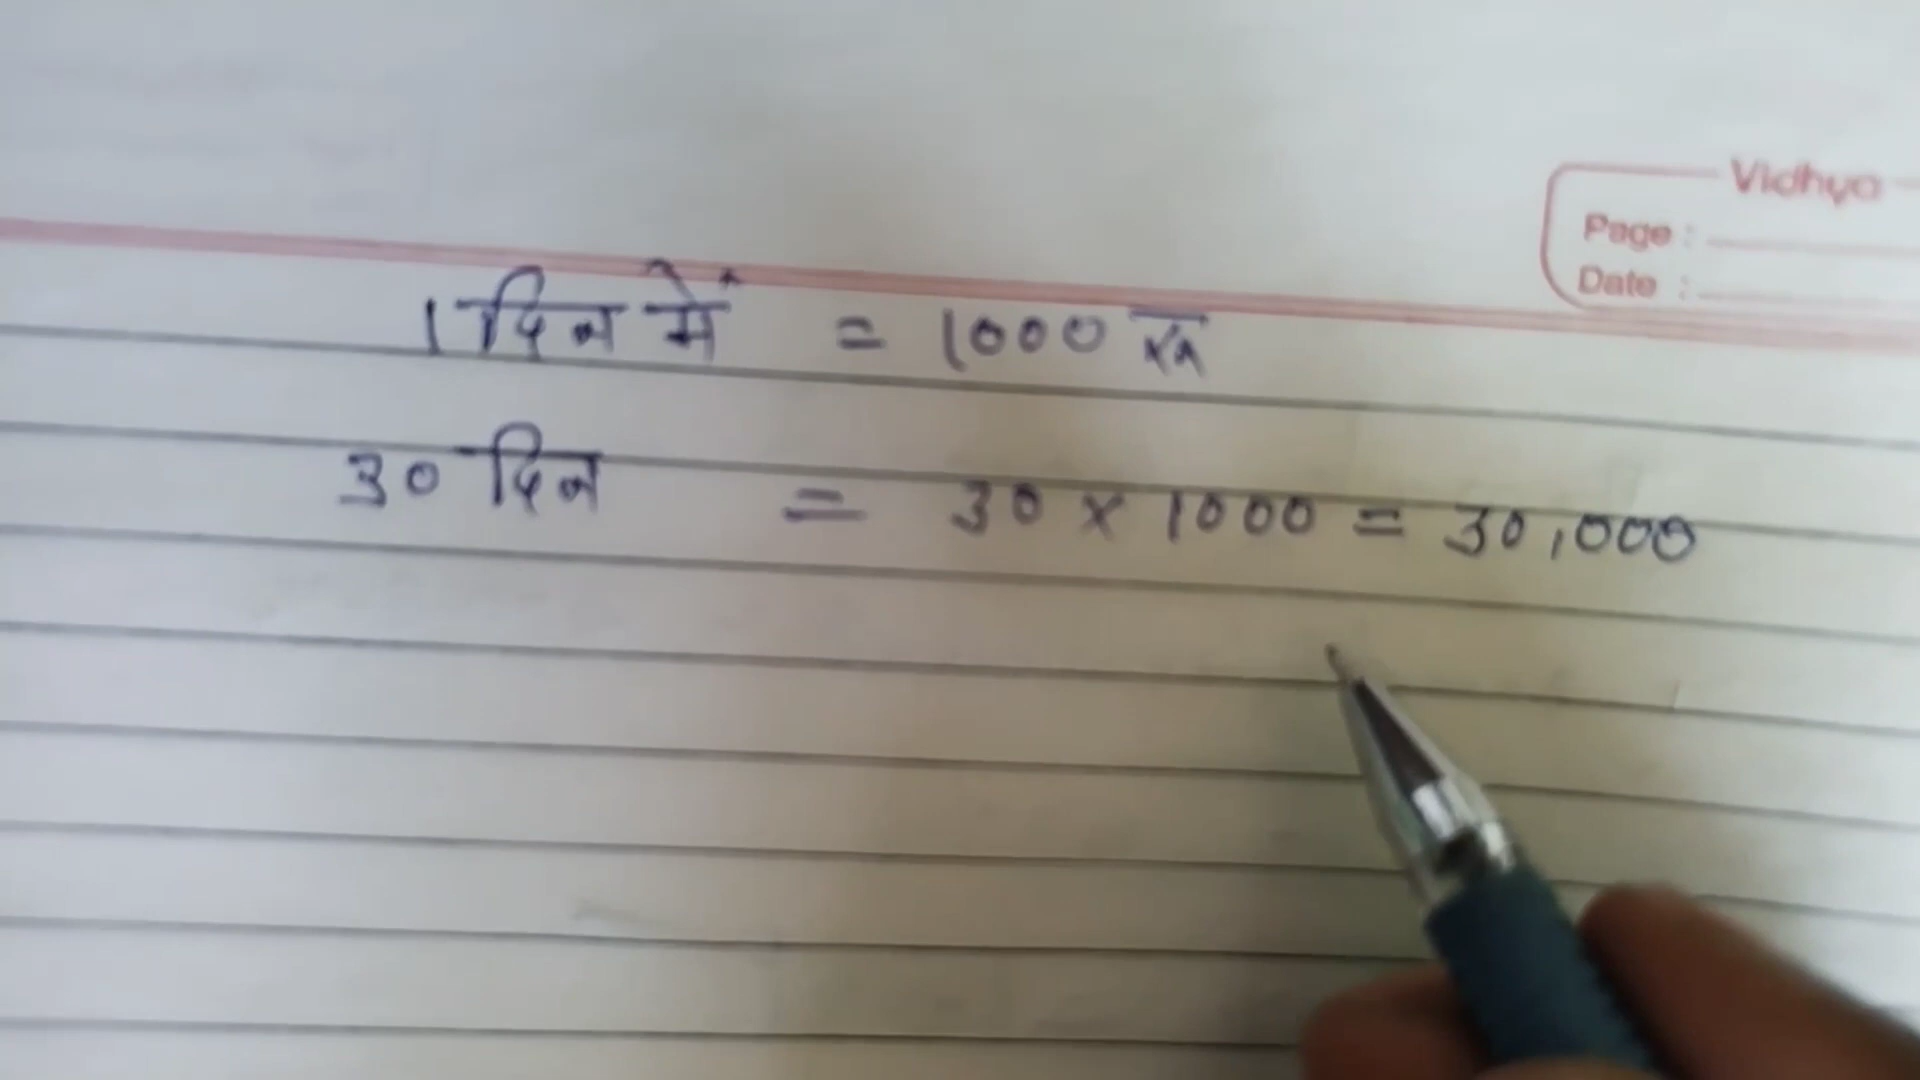 Vidhya
Page :
Date :
1 दिन में = 1000 रू
30 दिन = 30 × 1000 = 30,000